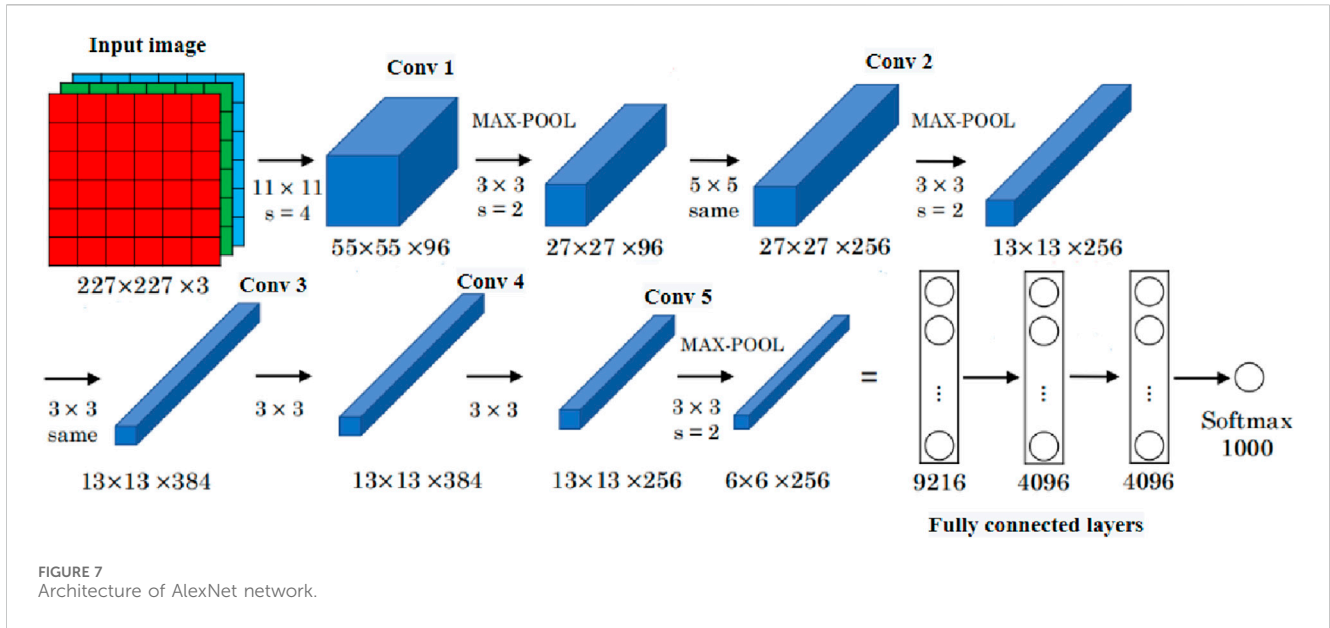 Input image
Conv 1
Conv 2
MAX-POOL
MAX-POOL
11 × 11
s = 4
3 × 3
s = 2
5 × 5
same
3 × 3
s = 2
227×227 ×3
55×55 ×96
27×27 ×96
27×27 ×256
13×13 ×256
Conv 3
Conv 4
Conv 5
MAX-POOL
=
3 × 3
same
3 × 3
3 × 3
3 × 3
s = 2
⋮
⋮
⋮
Softmax
1000
13×13 ×384
13×13 ×384
13×13 ×256
6×6 ×256
9216
4096
4096
Fully connected layers
FIGURE 7
Architecture of AlexNet network.